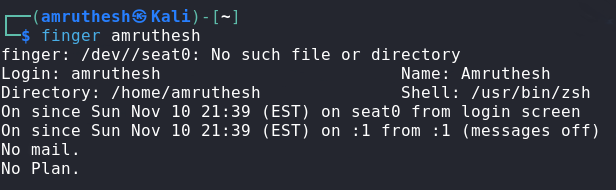 ┌──(amruthesh㉿Kali)-[~]
└─$ finger amruthesh
finger: /dev//seat0: No such file or directory
Login: amruthesh                        Name: Amruthesh
Directory: /home/amruthesh              Shell: /usr/bin/zsh
On since Sun Nov 10 21:39 (EST) on seat0 from login screen
On since Sun Nov 10 21:39 (EST) on :1 from :1 (messages off)
No mail.
No Plan.